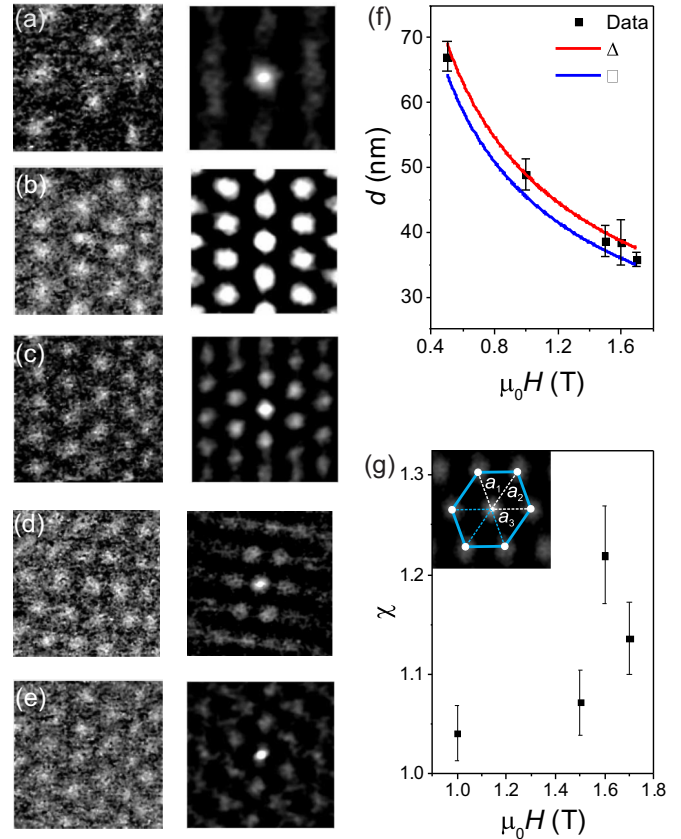 (a)
(b)
(c)
(d)
(e)
(f)
70
60
50
40
30
d (nm)
0.4 0.8 1.2 1.6
μ₀H (T)
Data
Δ
□
(g)
1.3
1.2
1.1
1.0
χ
1.0 1.2 1.4 1.6 1.8
μ₀H (T)
a₁
a₂
a₃